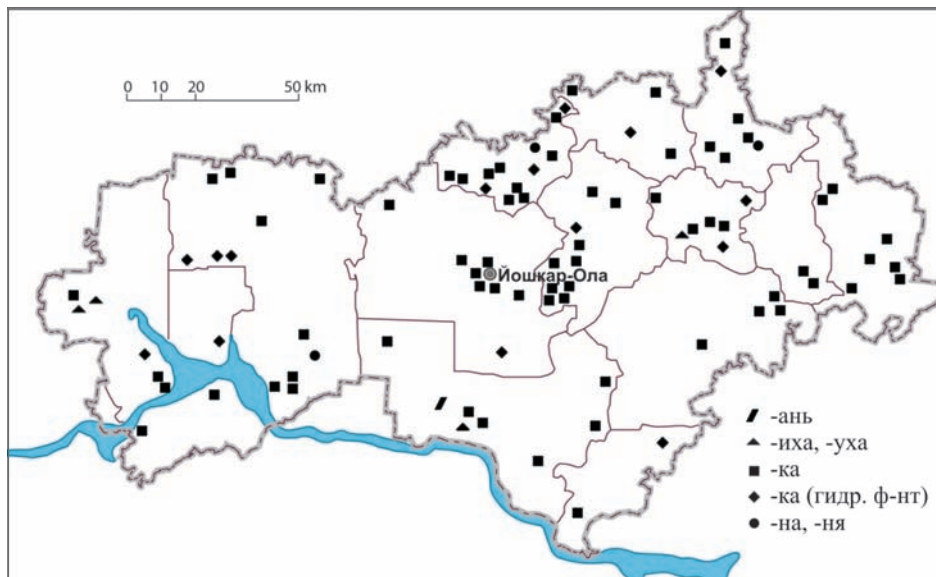 0 10 20 50 km
Йошкар-Ола
-ань
-иха, -уха
-ка
-ка (гидр. ф-нт)
-на, -ня